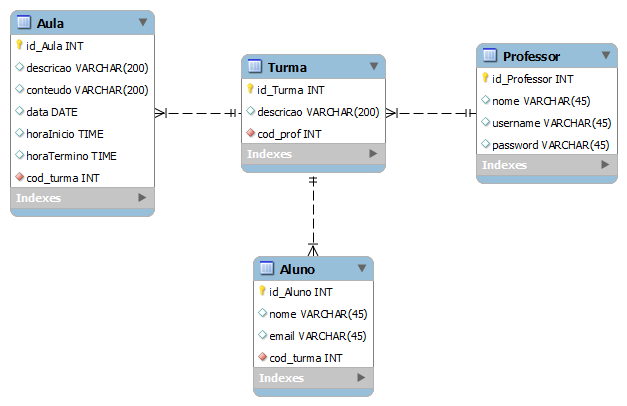 Aula
id_Aula INT
descricao VARCHAR(200)
conteudo VARCHAR(200)
data DATE
horaInicio TIME
horaTermino TIME
cod_turma INT
Indexes
Turma
id_Turma INT
descricao VARCHAR(200)
cod_prof INT
Indexes
Professor
id_Professor INT
nome VARCHAR(45)
username VARCHAR(45)
password VARCHAR(45)
Indexes
Aluno
id_Aluno INT
nome VARCHAR(45)
email VARCHAR(45)
cod_turma INT
Indexes